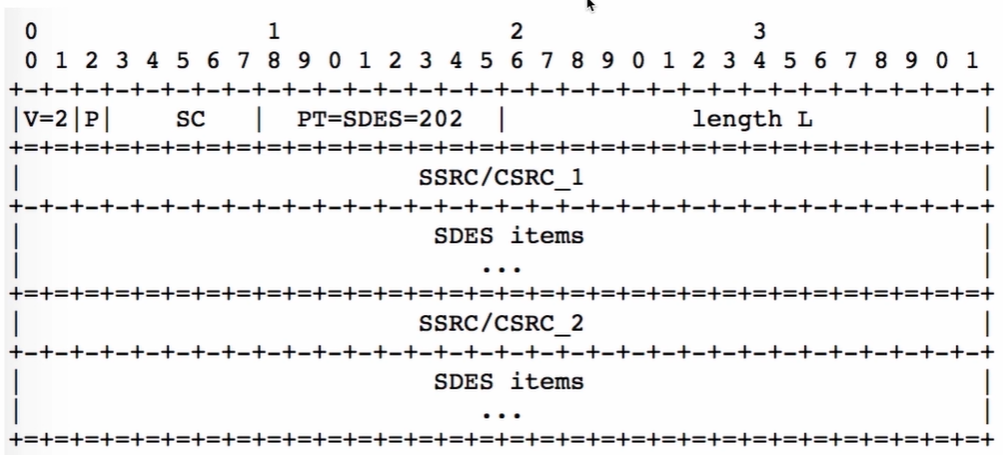 0                   1                   2                   3
0 1 2 3 4 5 6 7 8 9 0 1 2 3 4 5 6 7 8 9 0 1 2 3 4 5 6 7 8 9 0 1
+-+-+-+-+-+-+-+-+-+-+-+-+-+-+-+-+-+-+-+-+-+-+-+-+-+-+-+-+-+-+-+-+
|V=2|P|    SC   |  PT=SDES=202  |            length L           |
+=+=+=+=+=+=+=+=+=+=+=+=+=+=+=+=+=+=+=+=+=+=+=+=+=+=+=+=+=+=+=+=+
|                          SSRC/CSRC_1                          |
+-+-+-+-+-+-+-+-+-+-+-+-+-+-+-+-+-+-+-+-+-+-+-+-+-+-+-+-+-+-+-+-+
|                           SDES items                          |
|                              ...                              |
+=+=+=+=+=+=+=+=+=+=+=+=+=+=+=+=+=+=+=+=+=+=+=+=+=+=+=+=+=+=+=+=+
|                          SSRC/CSRC_2                          |
+-+-+-+-+-+-+-+-+-+-+-+-+-+-+-+-+-+-+-+-+-+-+-+-+-+-+-+-+-+-+-+-+
|                           SDES items                          |
|                              ...                              |
+=+=+=+=+=+=+=+=+=+=+=+=+=+=+=+=+=+=+=+=+=+=+=+=+=+=+=+=+=+=+=+=+